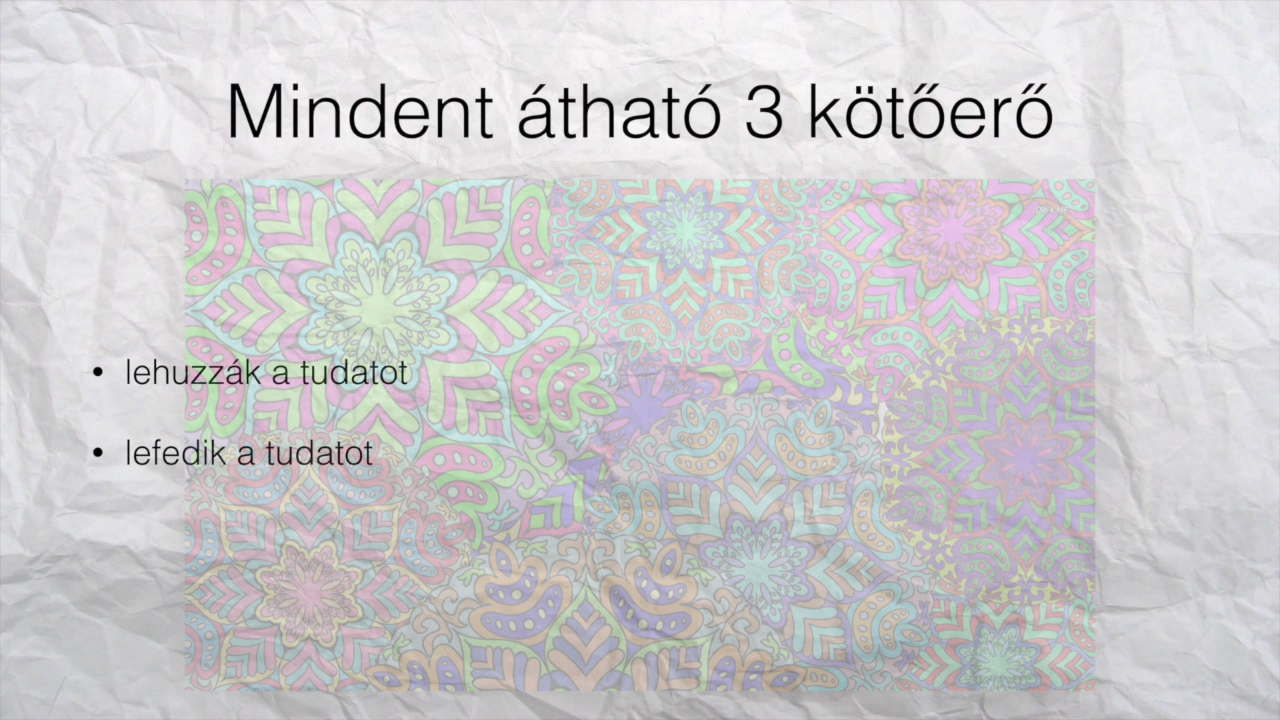 Mindent átható 3 kötőerő
• lehuzzák a tudatot
• lefedik a tudatot